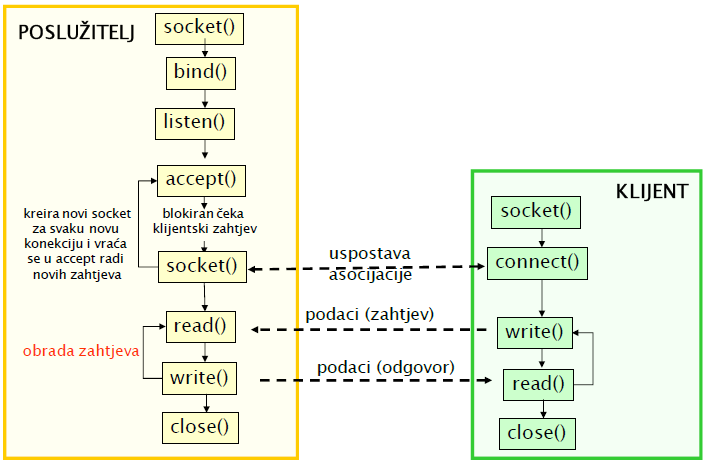 POSLUŽITELJ
socket()
bind()
listen()
accept()
kreira novi socket
za svaku novu
konekciju i vraća
se u accept radi
novih zahtjeva
blokiran čeka
klijentski zahtjev
socket()
read()
obrada zahtjeva
write()
close()
uspostava
asocijacije
podaci (zahtjev)
podaci (odgovor)
KLIJENT
socket()
connect()
write()
read()
close()